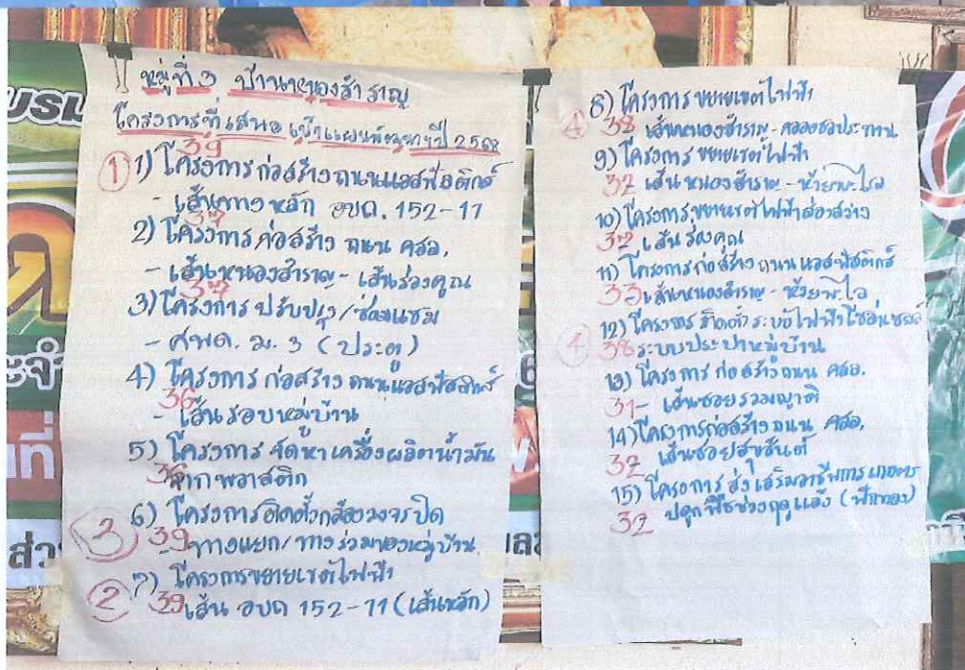 หมู่ที่ 3 บ้านหนองสำราญ
โครงการที่เสนอเข้าแผนพัฒนาฯปี 2568
39
① 1) โครงการก่อสร้างถนนแอสฟัลติกส์
- เส้นทางหลัก อบต. 152-11
2) โครงการ ก่อสร้าง ถนน คสล.
- เส้นหนองสำราญ - เส้นร่องคูณ
3) โครงการ ปรับปรุง/ซ่อมแซม
- ศพด. ม. 3 (ประตู)
4) โครงการ ก่อสร้าง ถนนแอสฟัลติกส์
36
- เส้นรอบหมู่บ้าน
5) โครงการ จัดหาเครื่องผลิตน้ำมัน
จากพลาสติก
6) โครงการติดตั้งกล้องวงจรปิด
③ 39 ทางแยก/ทางร่วมของหมู่บ้าน
7) โครงการขยายเขตไฟฟ้า
② 39 เส้น อบต 152-11 (เส้นหลัก)
8) โครงการ ขยายเขตไฟฟ้า
④ 38 เส้นหนองสำราญ - คลองชลประทาน
9) โครงการ ขยายเขตไฟฟ้า
32 เส้นหนองสำราญ - ห้วย
10) โครงการขยายเขตไฟฟ้าส่องสว่าง
32 เส้นร่องคูณ
11) โครงการก่อสร้างถนนแอสฟัลติกส์
33 เส้นหนองสำราญ - ห้วย
12) โครงการ ติดตั้งระบบไฟฟ้าโซล่าเซลล์
38 ระบบประปาหมู่บ้าน
13) โครงการ ก่อสร้างถนน คสล.
31 - เส้นซอยรวมญาติ
14) โครงการก่อสร้างถนน คสล.
32 เส้นซอยสุขสันต์
15) โครงการ ส่งเสริมอาชีพการเกษตร
32 ปลูกพืชช่วงฤดูแล้ง (ฟักทอง)